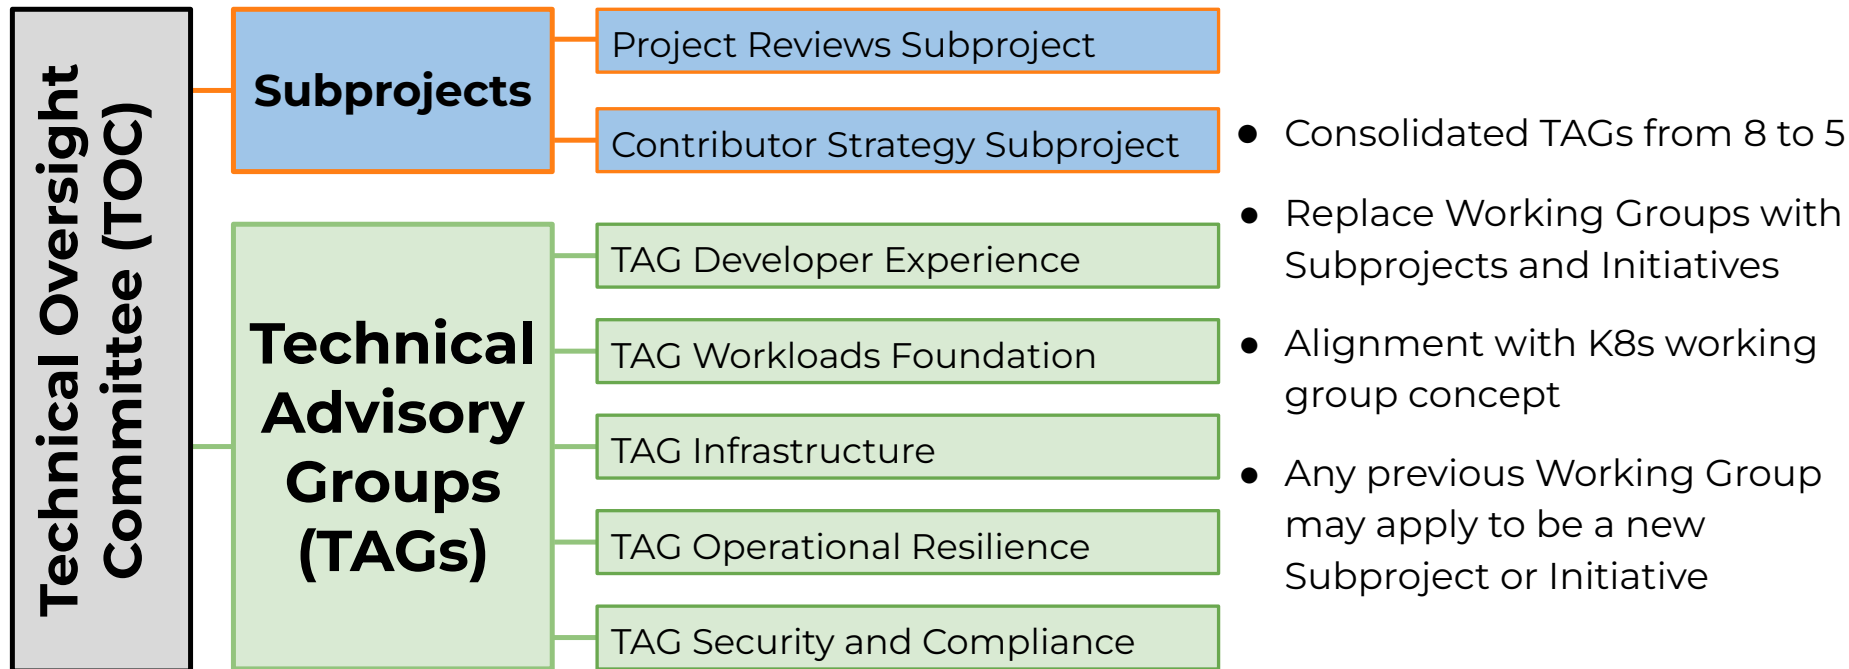 Technical Oversight
Committee (TOC)
Subprojects
Project Reviews Subproject
Contributor Strategy Subproject
Technical
Advisory
Groups
(TAGs)
TAG Developer Experience
TAG Workloads Foundation
TAG Infrastructure
TAG Operational Resilience
TAG Security and Compliance
● Consolidated TAGs from 8 to 5
● Replace Working Groups with
Subprojects and Initiatives
● Alignment with K8s working
group concept
● Any previous Working Group
may apply to be a new
Subproject or Initiative